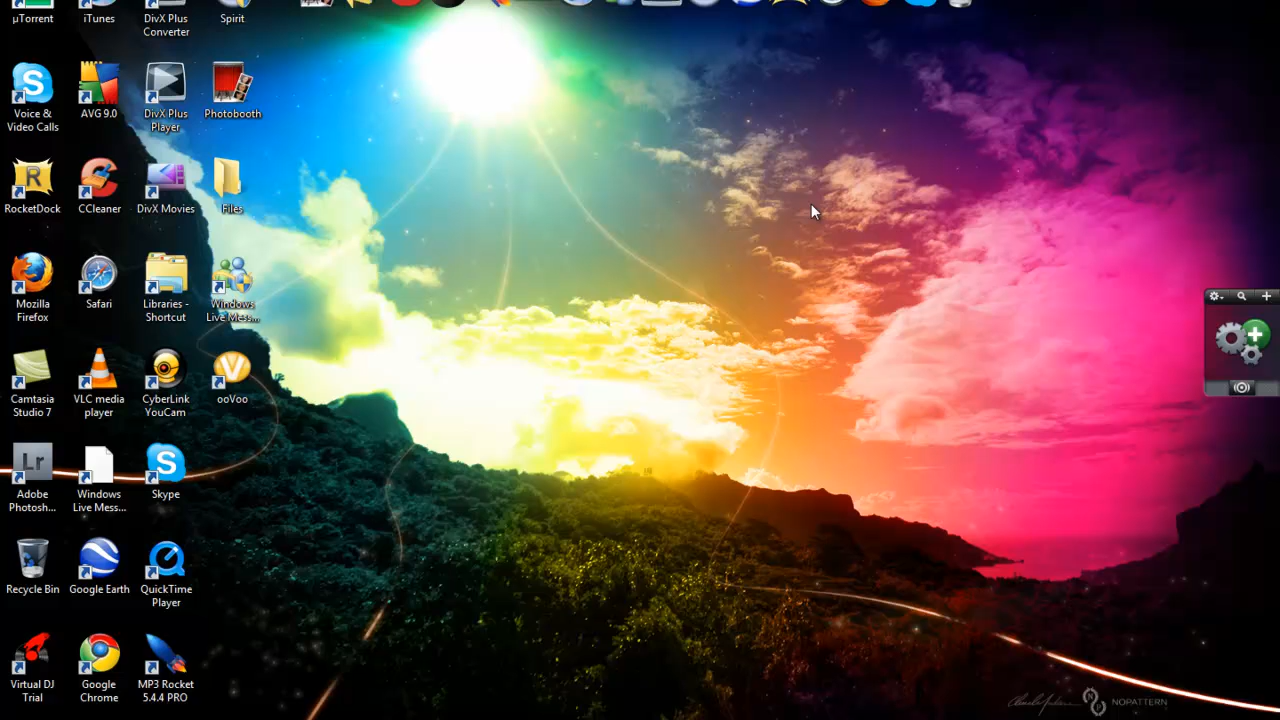 µTorrent
iTunes
DivX Plus
Converter
Spirit
Voice &
Video Calls
AVG 9.0
DivX Plus
Player
Photobooth
RocketDock
CCleaner
DivX Movies
Files
Mozilla
Firefox
Safari
Libraries -
Shortcut
Windows
Live Mess...
Camtasia
Studio 7
VLC media
player
CyberLink
YouCam
ooVoo
Lr
Adobe
Photosh...
Windows
Live Mess...
Skype
Recycle Bin
Google Earth
QuickTime
Player
Virtual DJ
Trial
Google
Chrome
MP3 Rocket
5.4.4 PRO
NOPATTERN